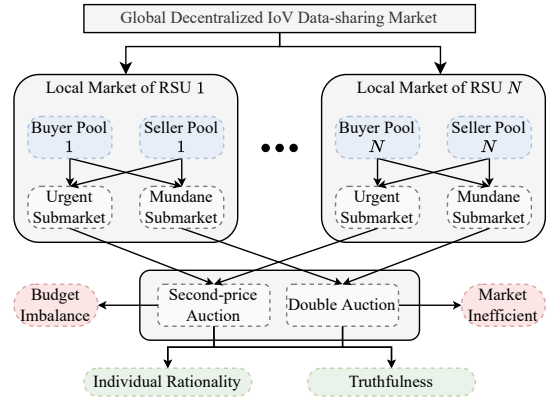 Global Decentralized IoV Data-sharing Market
Local Market of RSU 1
Local Market of RSU N
Buyer Pool
1
Seller Pool
1
Buyer Pool
N
Seller Pool
N
Urgent
Submarket
Mundane
Submarket
Urgent
Submarket
Mundane
Submarket
Budget
Imbalance
Second-price
Auction
Double Auction
Market
Inefficient
Individual Rationality
Truthfulness